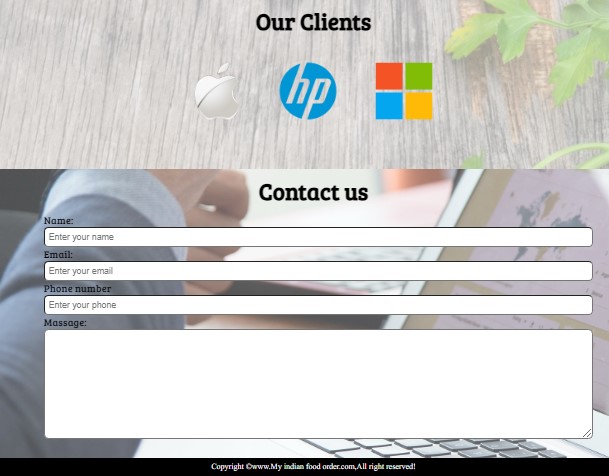 Our Clients
hp
Contact us
Name:
Enter your name
Email:
Enter your email
Phone number
Enter your phone
Massage:
Copyright ©www.My indian food order.com,All right reserved!